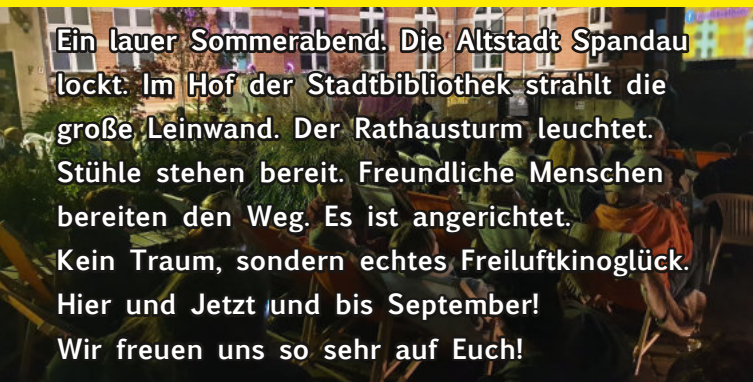 Ein lauer Sommerabend. Die Altstadt Spandau
lockt. Im Hof der Stadtbibliothek strahlt die
große Leinwand. Der Rathausturm leuchtet.
Stühle stehen bereit. Freundliche Menschen
bereiten den Weg. Es ist angerichtet.
Kein Traum, sondern echtes Freiluftkinoglück.
Hier und Jetzt und bis September!
Wir freuen uns so sehr auf Euch!